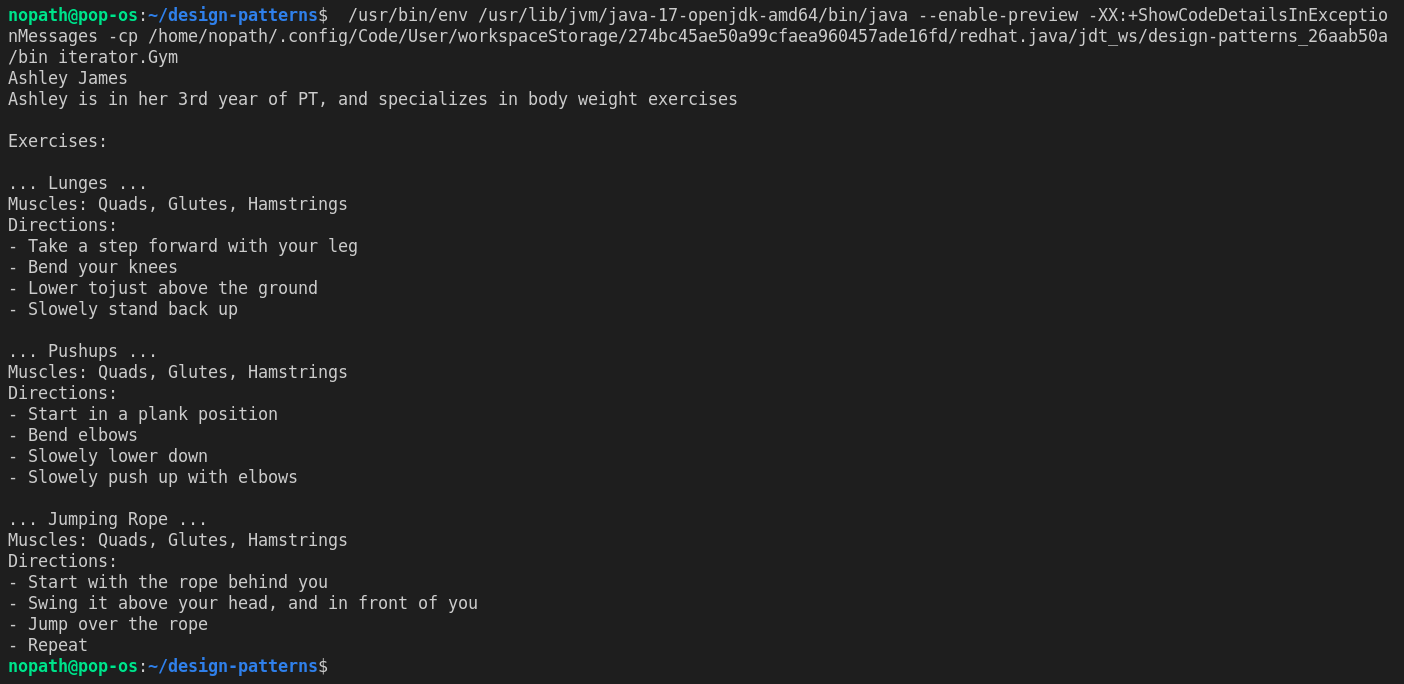 nopath@pop-os:~/design-patterns$  /usr/bin/env /usr/lib/jvm/java-17-openjdk-amd64/bin/java --enable-preview -XX:+ShowCodeDetailsInExceptio
nMessages -cp /home/nopath/.config/Code/User/workspaceStorage/274bc45ae50a99cfaea960457ade16fd/redhat.java/jdt_ws/design-patterns_26aab50a
/bin iterator.Gym
Ashley James
Ashley is in her 3rd year of PT, and specializes in body weight exercises

Exercises:

... Lunges ...
Muscles: Quads, Glutes, Hamstrings
Directions:
- Take a step forward with your leg
- Bend your knees
- Lower tojust above the ground
- Slowely stand back up

... Pushups ...
Muscles: Quads, Glutes, Hamstrings
Directions:
- Start in a plank position
- Bend elbows
- Slowely lower down
- Slowely push up with elbows

... Jumping Rope ...
Muscles: Quads, Glutes, Hamstrings
Directions:
- Start with the rope behind you
- Swing it above your head, and in front of you
- Jump over the rope
- Repeat
nopath@pop-os:~/design-patterns$